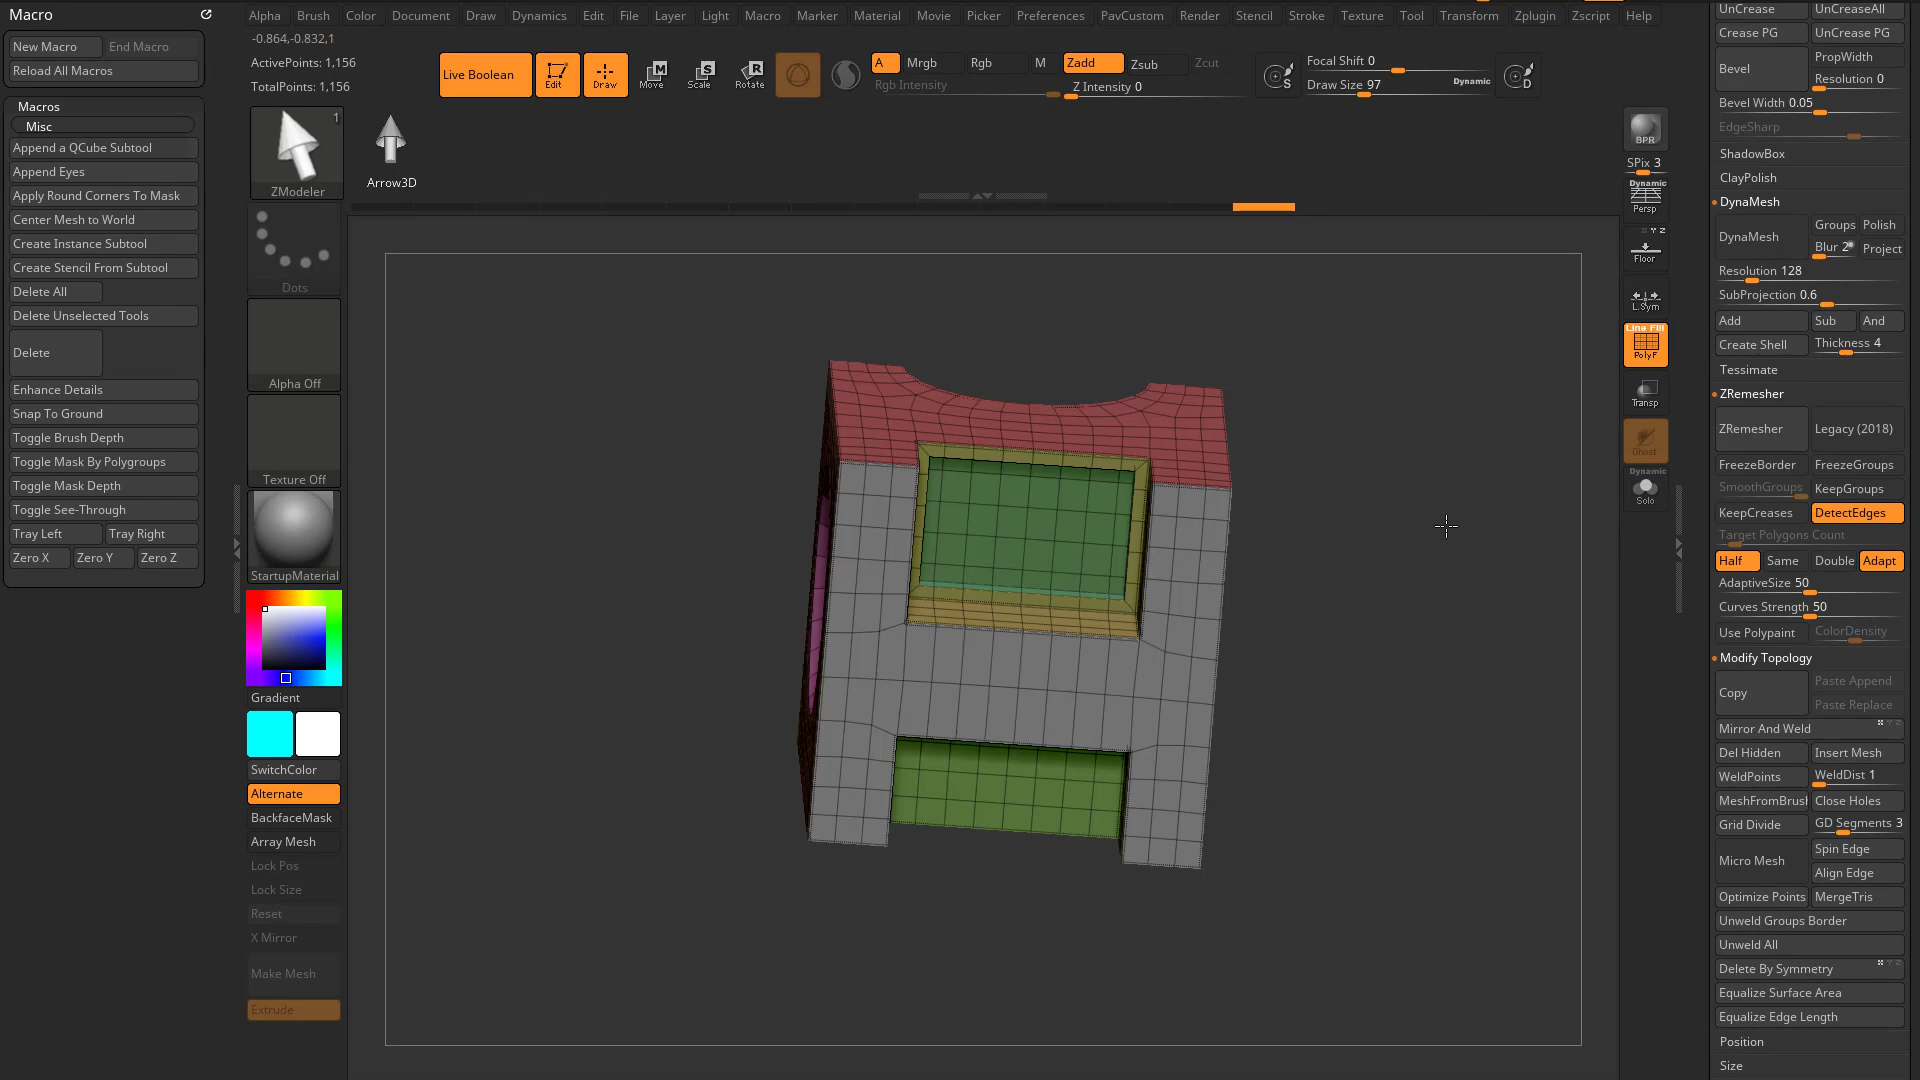 Macro
New Macro End Macro
Reload All Macros
Macros
Misc
Append a QCube Subtool
Append Eyes
Apply Round Corners To Mask
Center Mesh to World
Create Instance Subtool
Create Stencil From Subtool
Delete All
Delete Unselected Tools
Delete
Enhance Details
Snap To Ground
Toggle Brush Depth
Toggle Mask By Polygroups
Toggle Mask Depth
Toggle See-Through
Tray Left Tray Right
Zero X Zero Y Zero Z
Alpha Brush Color Document Draw Dynamics Edit File Layer Light Macro Marker Material Movie Picker Preferences PavCustom Render Stencil Stroke Texture Tool Transform Zplugin Zscript Help
-0.864,-0.832,1
ActivePoints: 1,156
TotalPoints: 1,156
Live Boolean
Edit
Draw
M
Move
S
Scale
R
Rotate
A Mrgb Rgb M Zadd Zsub Zcut
Rgb Intensity
Z Intensity 0
S
Focal Shift 0
Draw Size 97
Dynamic
D
1
ZModeler
Arrow3D
Dots
Alpha Off
Texture Off
StartupMaterial
Gradient
SwitchColor
Alternate
BackfaceMask
Array Mesh
Lock Pos
Lock Size
Reset
X Mirror
Make Mesh
Extrude
BPR
SPix 3
Dynamic
Persp
Floor
L.Sym
Line Fill
PolyF
Transp
Ghost
Dynamic
Solo
UnCrease UnCreaseAll
Crease PG UnCrease PG
Bevel
PropWidth
Resolution 0
Bevel Width 0.05
EdgeSharp
ShadowBox
ClayPolish
DynaMesh
DynaMesh
Groups Polish
Blur 2 Project
Resolution 128
SubProjection 0.6
Add Sub And
Create Shell Thickness 4
Tessimate
ZRemesher
ZRemesher Legacy (2018)
FreezeBorder FreezeGroups
SmoothGroups KeepGroups
KeepCreases DetectEdges
Target Polygons Count
Half Same Double Adapt
AdaptiveSize 50
Curves Strength 50
Use Polypaint ColorDensity
Modify Topology
Copy
Paste Append
Paste Replace
Mirror And Weld
Del Hidden Insert Mesh
WeldPoints WeldDist 1
MeshFromBrus Close Holes
Grid Divide GD Segments 3
Micro Mesh
Spin Edge
Align Edge
Optimize Points MergeTris
Unweld Groups Border
Unweld All
Delete By Symmetry
Equalize Surface Area
Equalize Edge Length
Position
Size